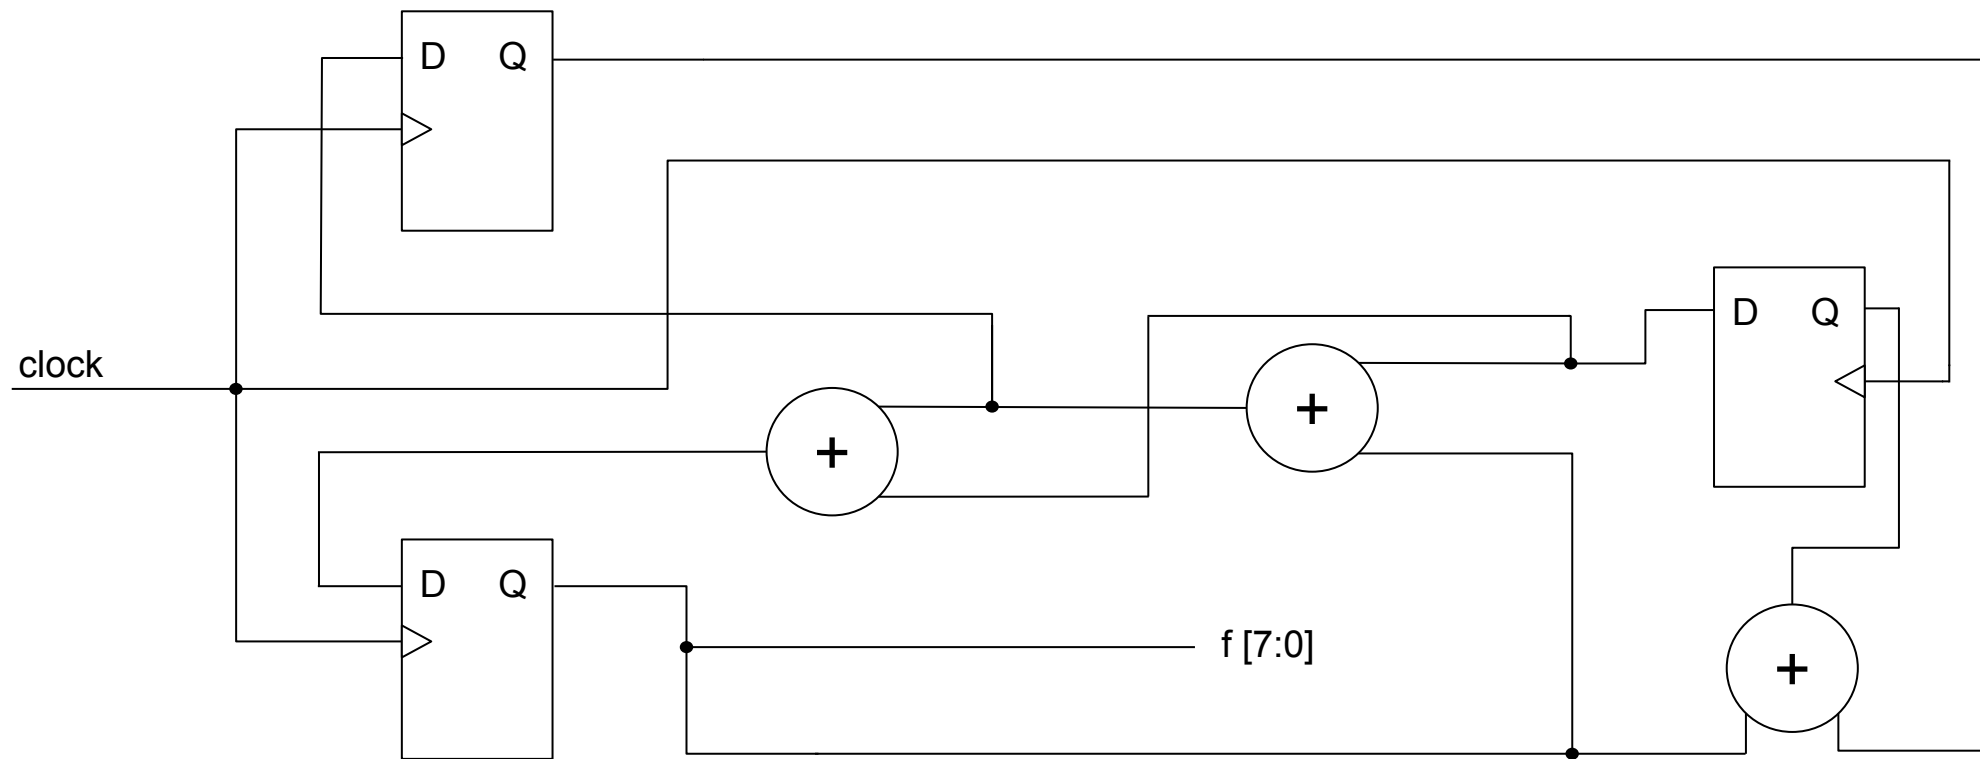 D Q
D Q
clock
+
+
D Q
f [7:0]
+